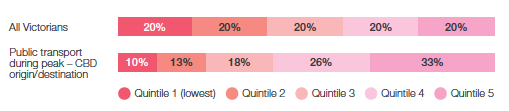 All Victorians 20% 20% 20% 20% 20%
Public transport
during peak – CBD
origin/destination
10% 13% 18% 26% 33%
Quintile 1 (lowest) Quintile 2 Quintile 3 Quintile 4 Quintile 5